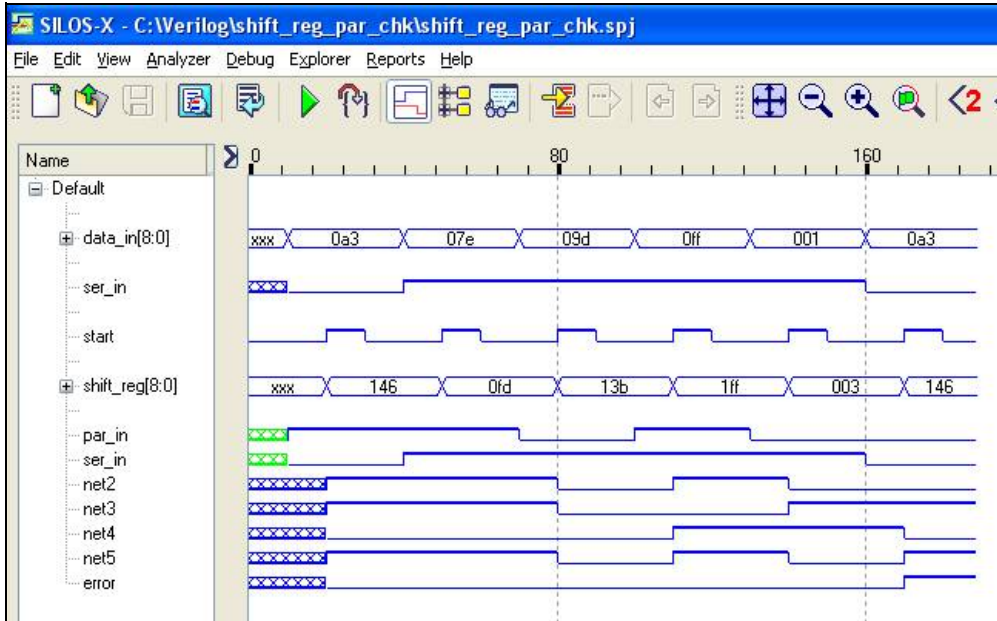 SILOS-X - C:\Verilog\shift_reg_par_chk\shift_reg_par_chk.spj
File Edit View Analyzer Debug Explorer Reports Help
2
Name 0 80 160
Default
data_in[8:0] xxx 0a3 07e 09d 0ff 001 0a3
ser_in
start
shift_reg[8:0] xxx 146 0fd 13b 1ff 003 146
par_in
ser_in
net2
net3
net4
net5
error